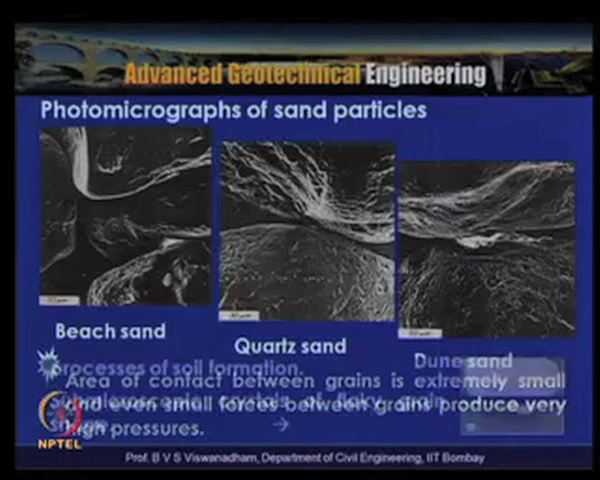 Advanced Geotechnical Engineering
Photomicrographs of sand particles
Beach sand
Quartz sand
Dune sand
processes of soil formation.
Area of contact between grains is extremely small
and even small forces between grains produce very
high pressures.
NPTEL
Prof. B V S Viswanadham, Department of Civil Engineering, IIT Bombay